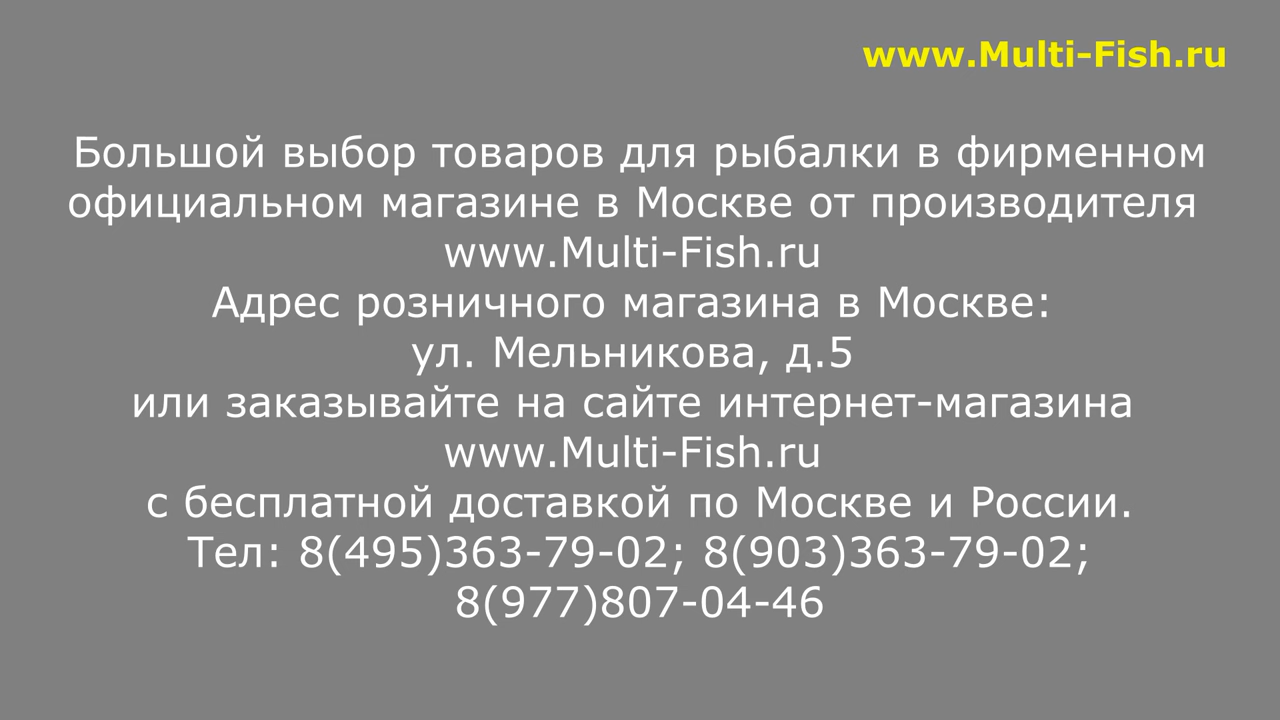 www.Multi-Fish.ru
Большой выбор товаров для рыбалки в фирменном
официальном магазине в Москве от производителя
www.Multi-Fish.ru
Адрес розничного магазина в Москве:
ул. Мельникова, д.5
или заказывайте на сайте интернет-магазина
www.Multi-Fish.ru
с бесплатной доставкой по Москве и России.
Тел: 8(495)363-79-02; 8(903)363-79-02;
8(977)807-04-46